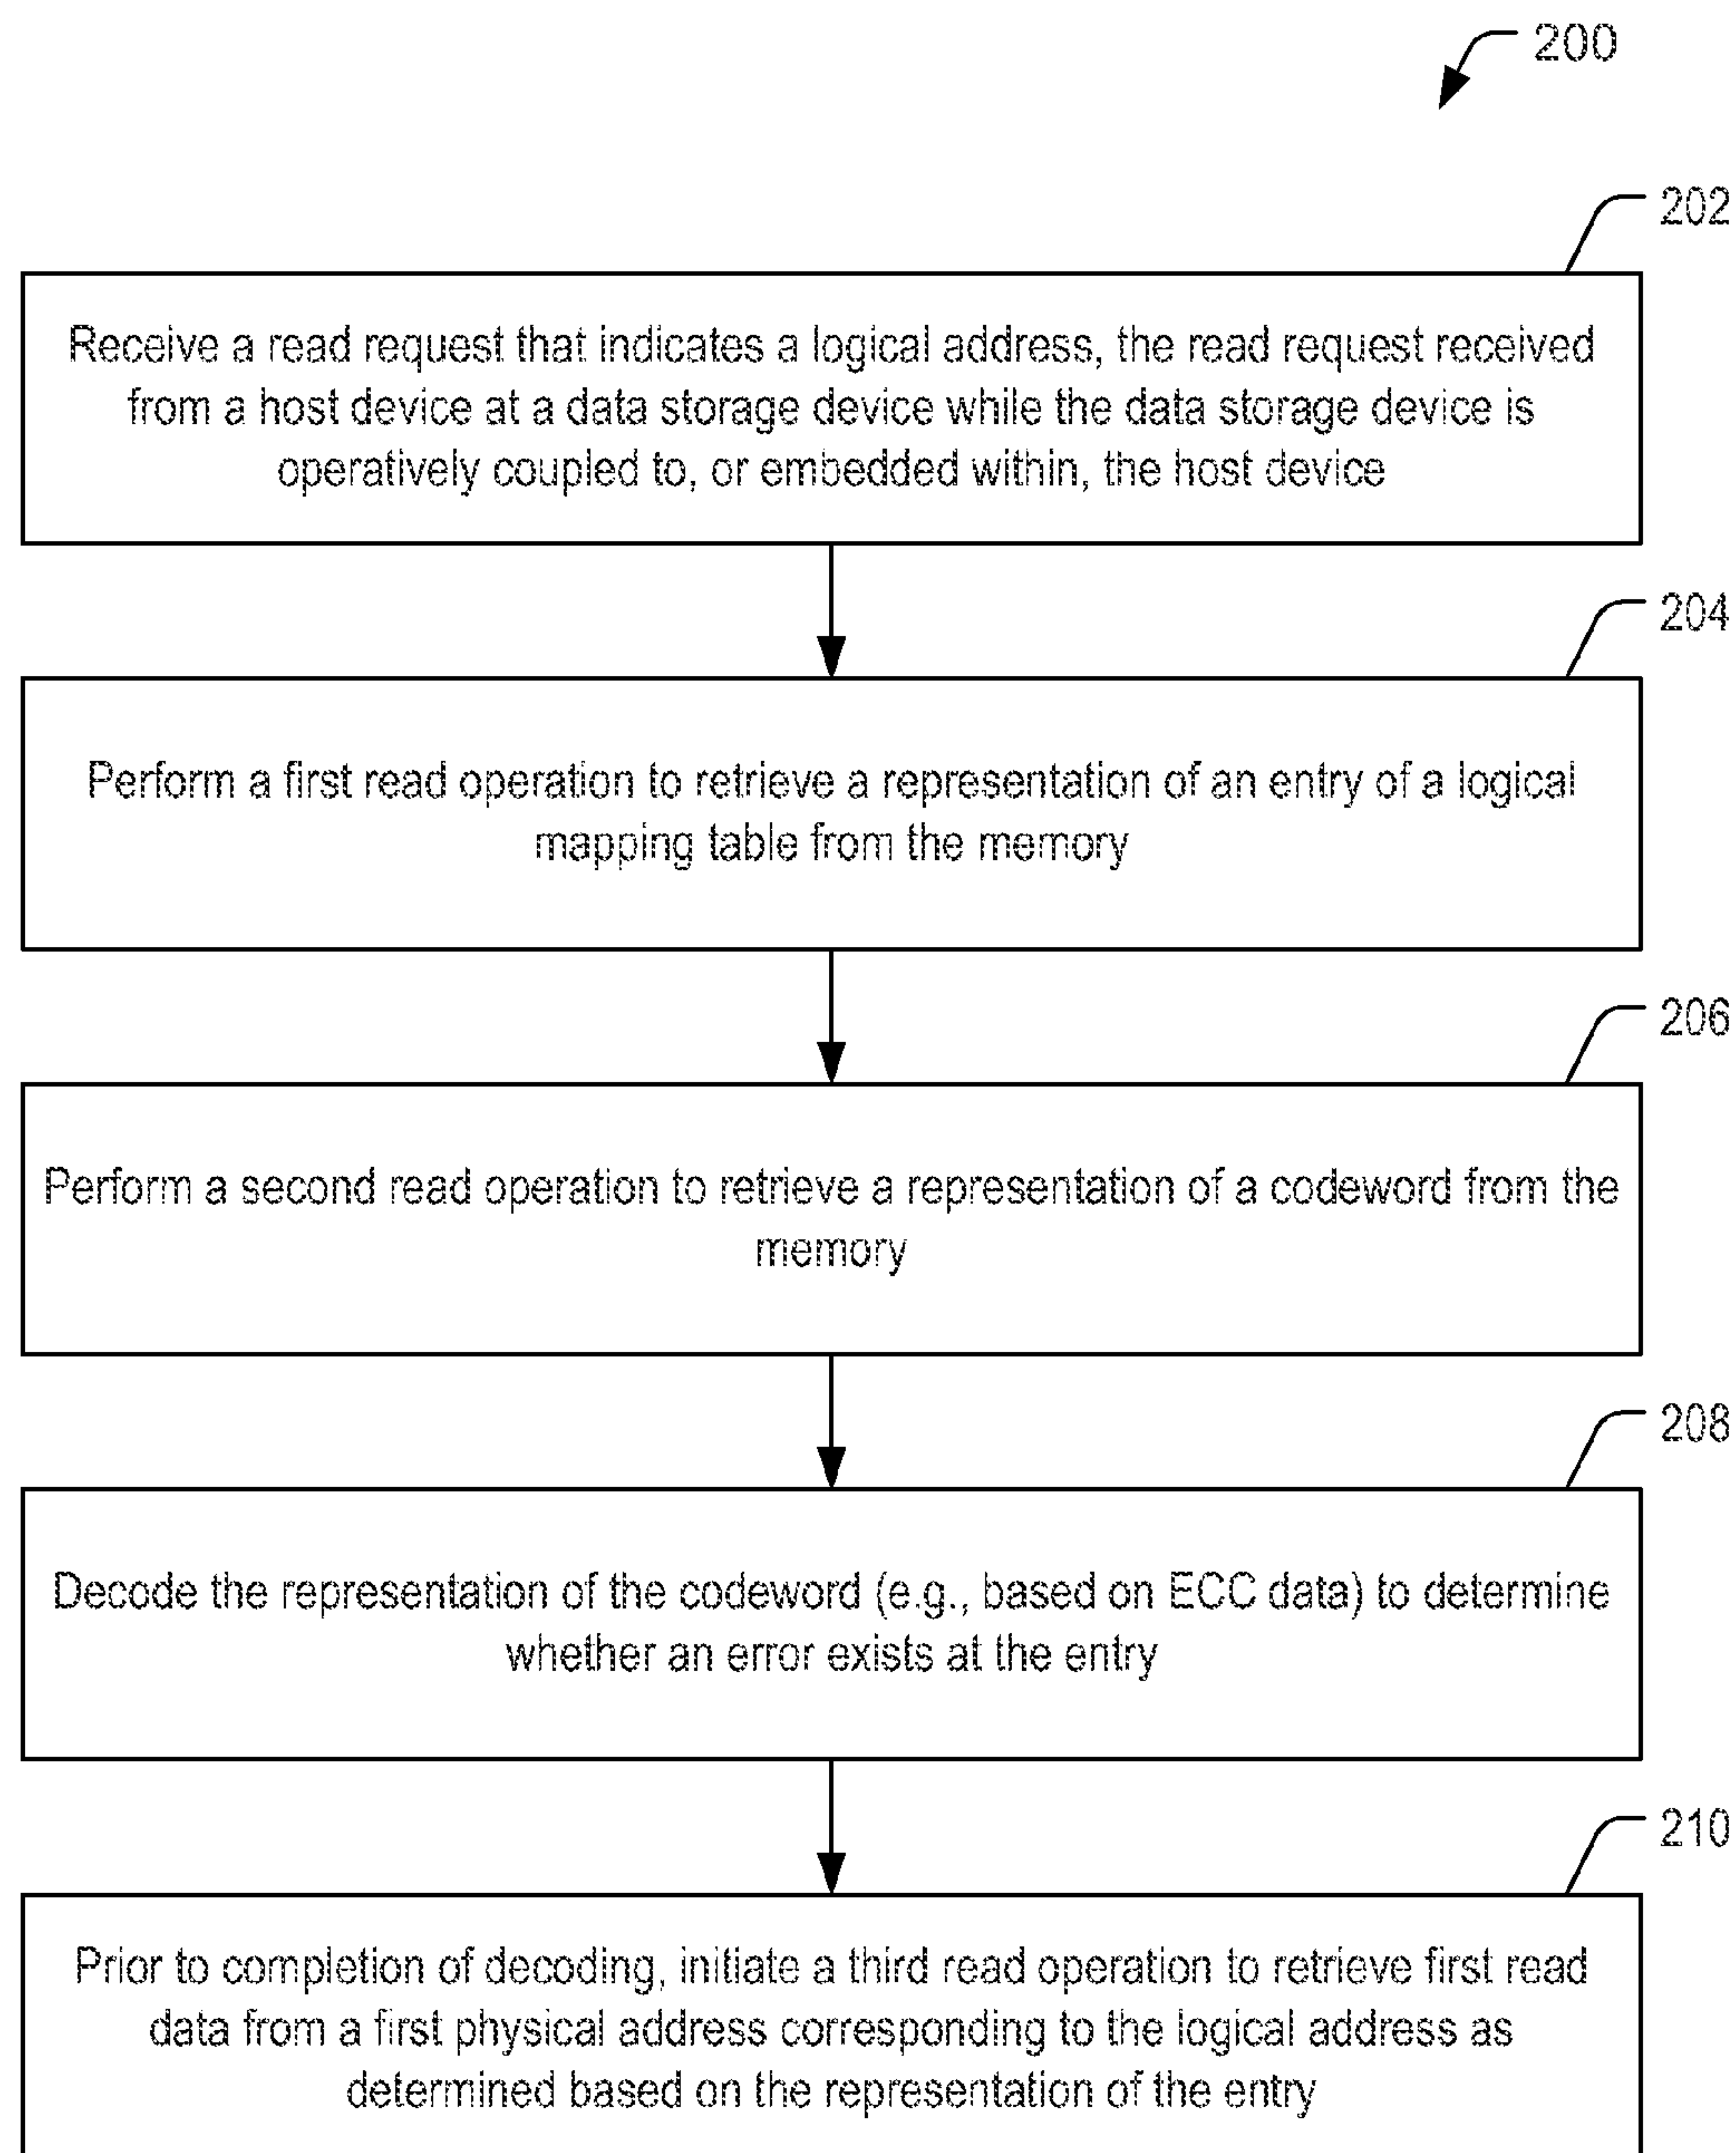 200
202
Receive a read request that indicates a logical address, the read request received
from a host device at a data storage device while the data storage device is
operatively coupled to, or embedded within, the host device
204
Perform a first read operation to retrieve a representation of an entry of a logical
mapping table from the memory
206
Perform a second read operation to retrieve a representation of a codeword from the
memory
208
Decode the representation of the codeword (e.g., based on ECC data) to determine
whether an error exists at the entry
210
Prior to completion of decoding, initiate a third read operation to retrieve first read
data from a first physical address corresponding to the logical address as
determined based on the representation of the entry